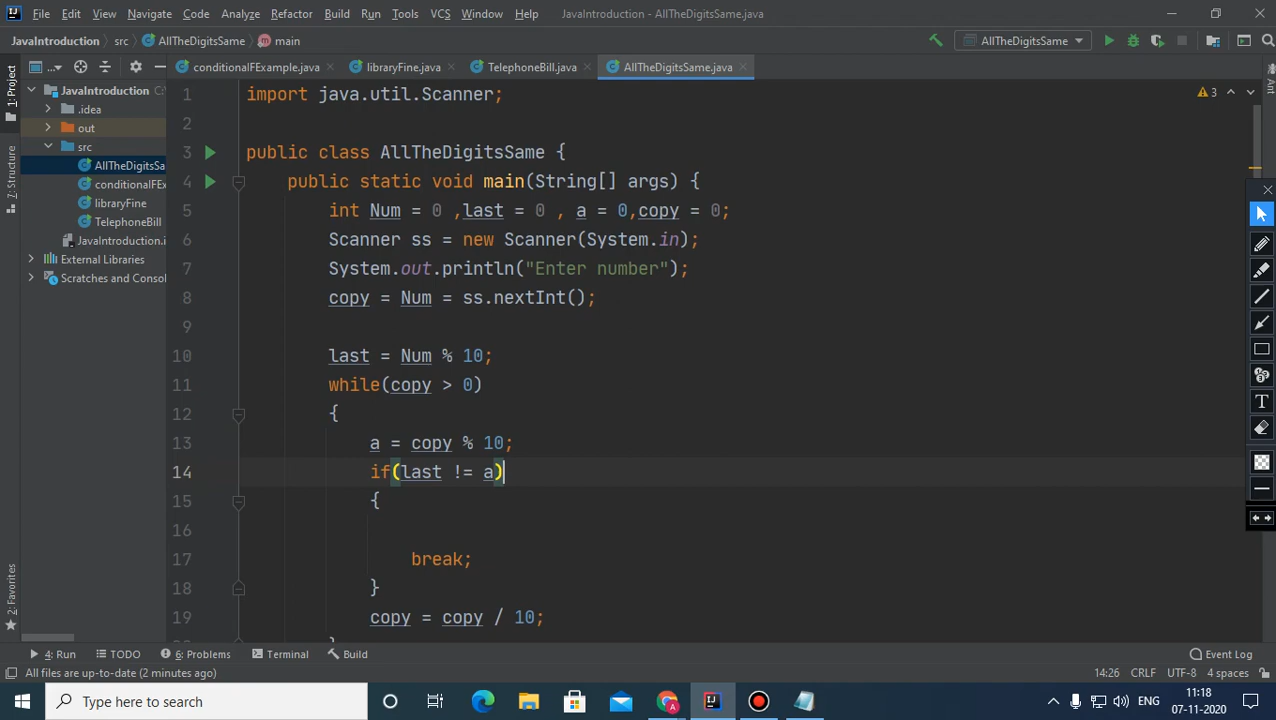 File Edit View Navigate Code Analyze Refactor Build Run Tools VCS Window Help JavaIntroduction - AllTheDigitsSame.java
JavaIntroduction src AllTheDigitsSame main AllTheDigitsSame
1: Project
... conditionalFExample.java libraryFine.java TelephoneBill.java AllTheDigitsSame.java
Ant
JavaIntroduction C:\
.idea
out
src
AllTheDigitsSa
conditionalFEx
libraryFine
TelephoneBill
JavaIntroduction.i
External Libraries
Scratches and Consol
7: Structure
2: Favorites
3
1 import java.util.Scanner;
2
3 public class AllTheDigitsSame {
4 public static void main(String[] args) {
5 int Num = 0 ,last = 0 , a = 0,copy = 0;
6 Scanner ss = new Scanner(System.in);
7 System.out.println("Enter number");
8 copy = Num = ss.nextInt();
9
10 last = Num % 10;
11 while(copy > 0)
12 {
13 a = copy % 10;
14 if(last != a)
15 {
16
17 break;
18 }
19 copy = copy / 10;
T
4: Run TODO 6: Problems Terminal Build Event Log
All files are up-to-date (2 minutes ago) 14:26 CRLF UTF-8 4 spaces
Type here to search ENG 11:18
07-11-2020